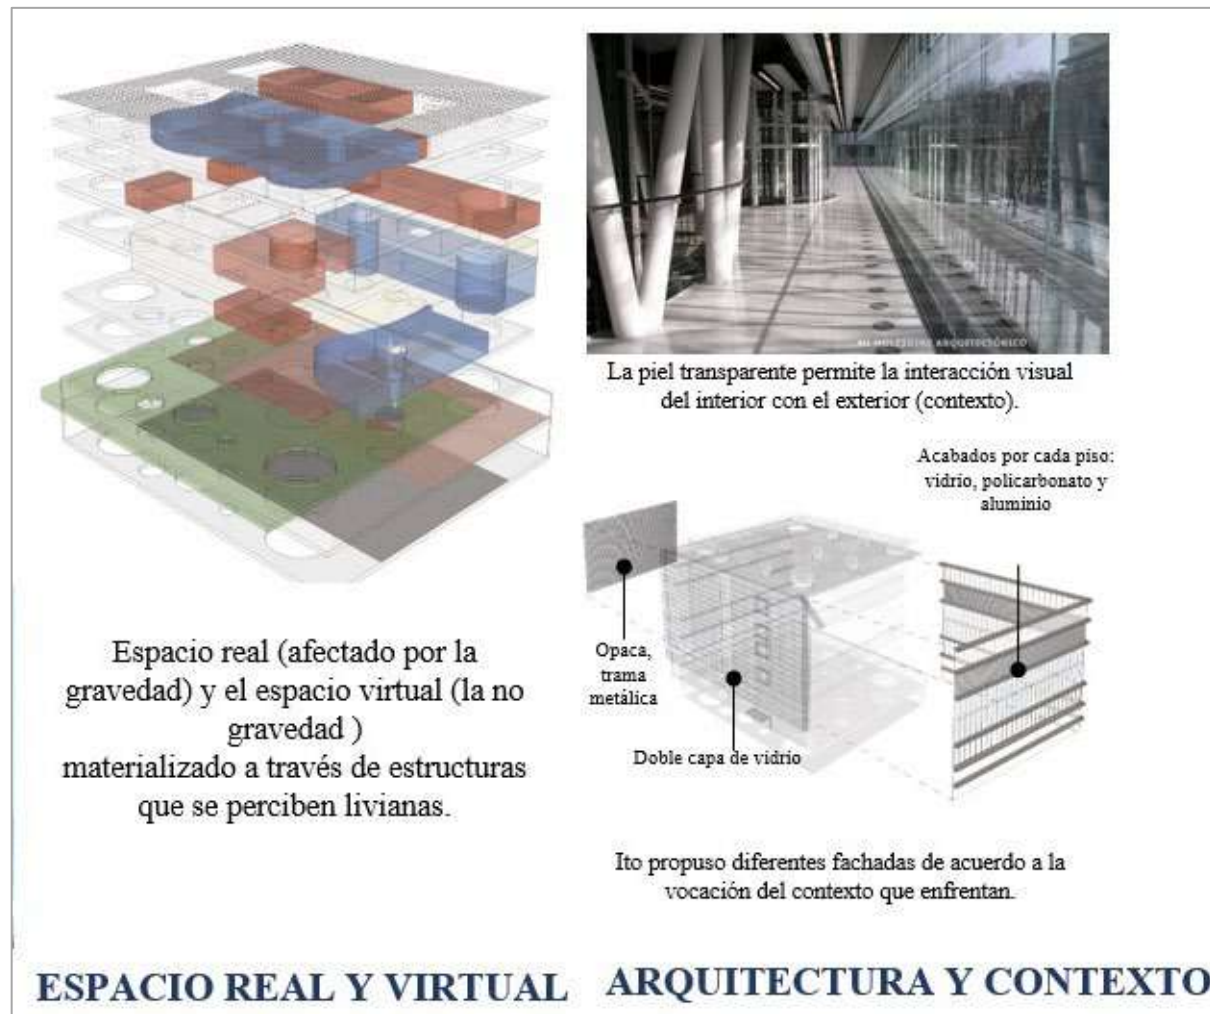 Espacio real (afectado por la
gravedad) y el espacio virtual (la no
gravedad )
materializado a través de estructuras
que se perciben livianas.
ESPACIO REAL Y VIRTUAL
MOLESKINE ARQUITECTÓNICO
La piel transparente permite la interacción visual
del interior con el exterior (contexto).
Acabados por cada piso:
vidrio, policarbonato y
aluminio
Opaca,
trama
metálica
Doble capa de vidrio
Ito propuso diferentes fachadas de acuerdo a la
vocación del contexto que enfrentan.
ARQUITECTURA Y CONTEXTO